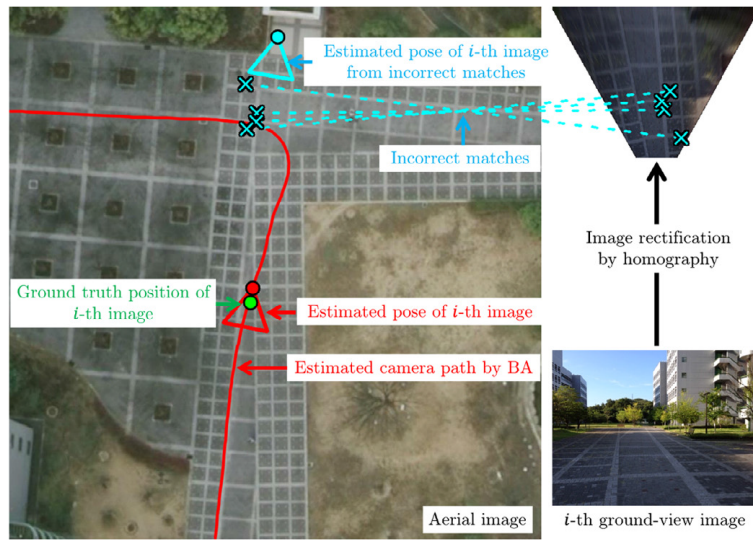 Estimated pose of i-th image
from incorrect matches
Incorrect matches
Image rectification
by homography
Ground truth position of
i-th image
Estimated pose of i-th image
Estimated camera path by BA
Aerial image
i-th ground-view image